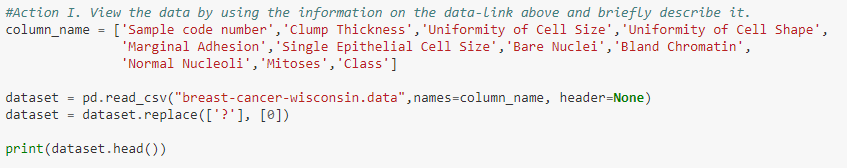 #Action I. View the data by using the information on the data-link above and briefly describe it.
column_name = ['Sample code number','Clump Thickness','Uniformity of Cell Size','Uniformity of Cell Shape',
'Marginal Adhesion','Single Epithelial Cell Size','Bare Nuclei','Bland Chromatin',
'Normal Nucleoli','Mitoses','Class']
dataset = pd.read_csv("breast-cancer-wisconsin.data",names=column_name, header=None)
dataset = dataset.replace(['?'], [0])
print(dataset.head())